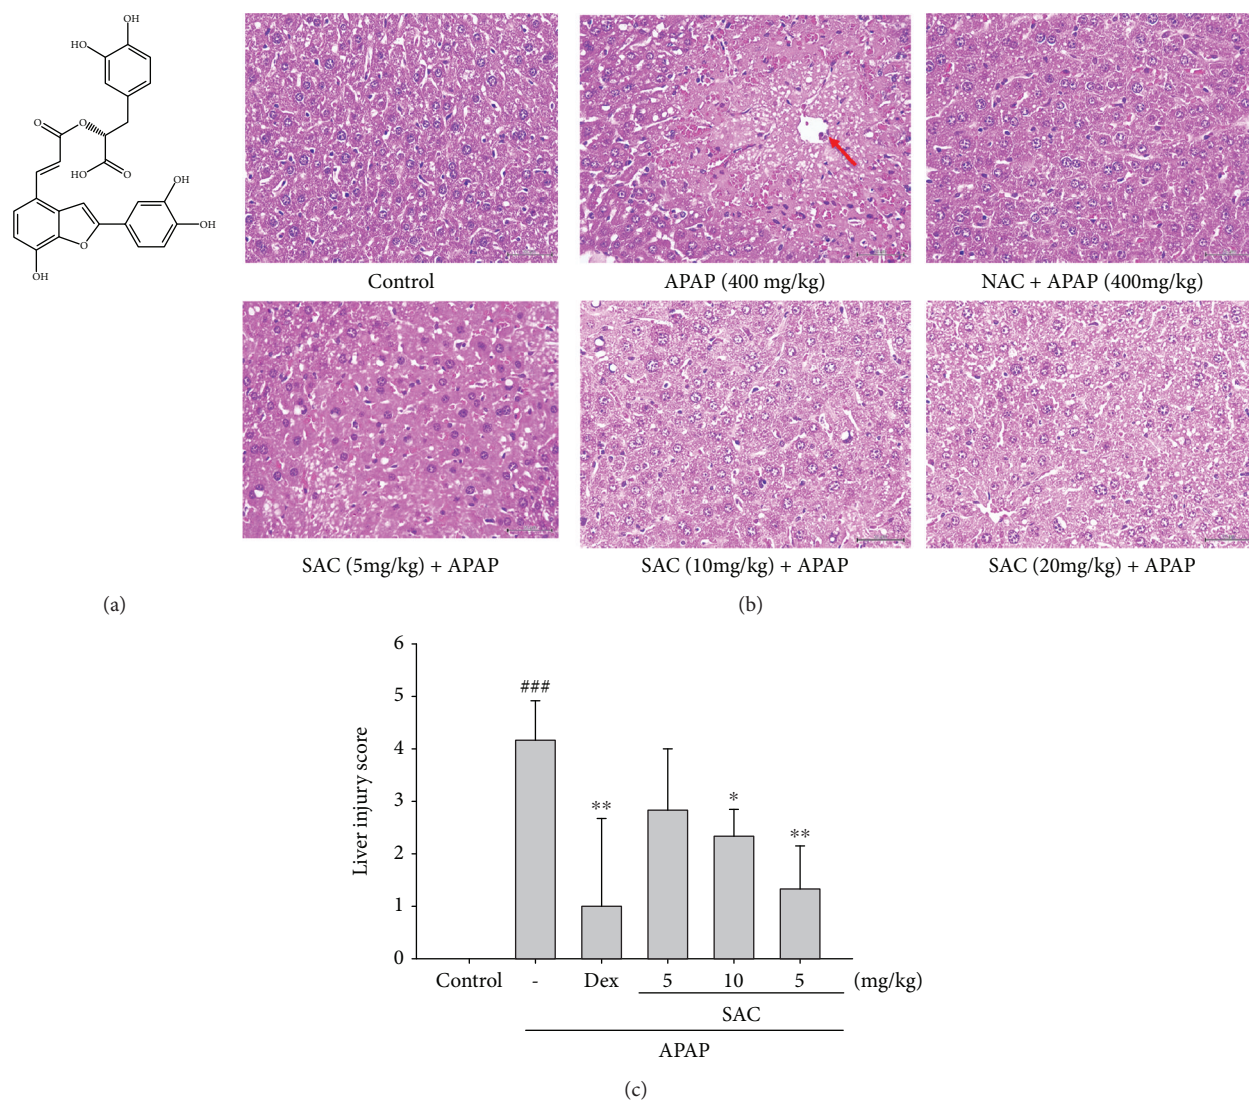 OH
HO
O
O
HO
O
HO
OH
O
OH
Control
APAP (400 mg/kg)
NAC + APAP (400mg/kg)
SAC (5mg/kg) + APAP
SAC (10mg/kg) + APAP
SAC (20mg/kg) + APAP
(a)
(b)
6
5
4
3
2
1
0
Liver injury score
###
**
*
**
Control
-
Dex
5
10
5
(mg/kg)
SAC
APAP
(c)